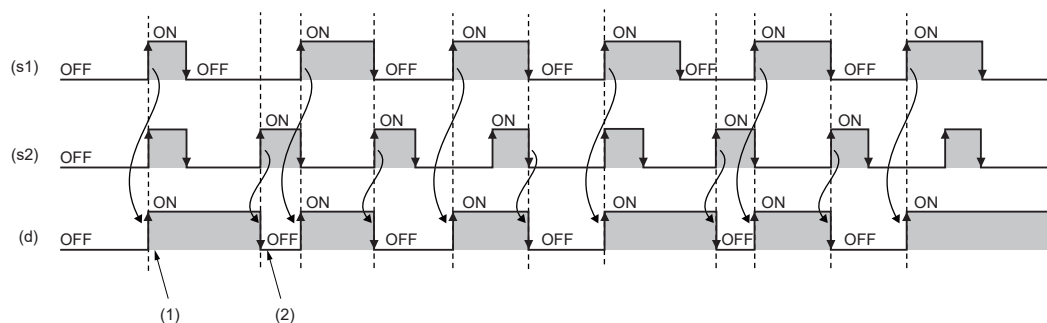 ON ON ON ON ON ON
(s1) OFF OFF OFF OFF OFF OFF
ON ON ON ON ON
(s2) OFF
ON ON ON ON ON ON
(d) OFF OFF OFF OFF OFF OFF
(1) (2)